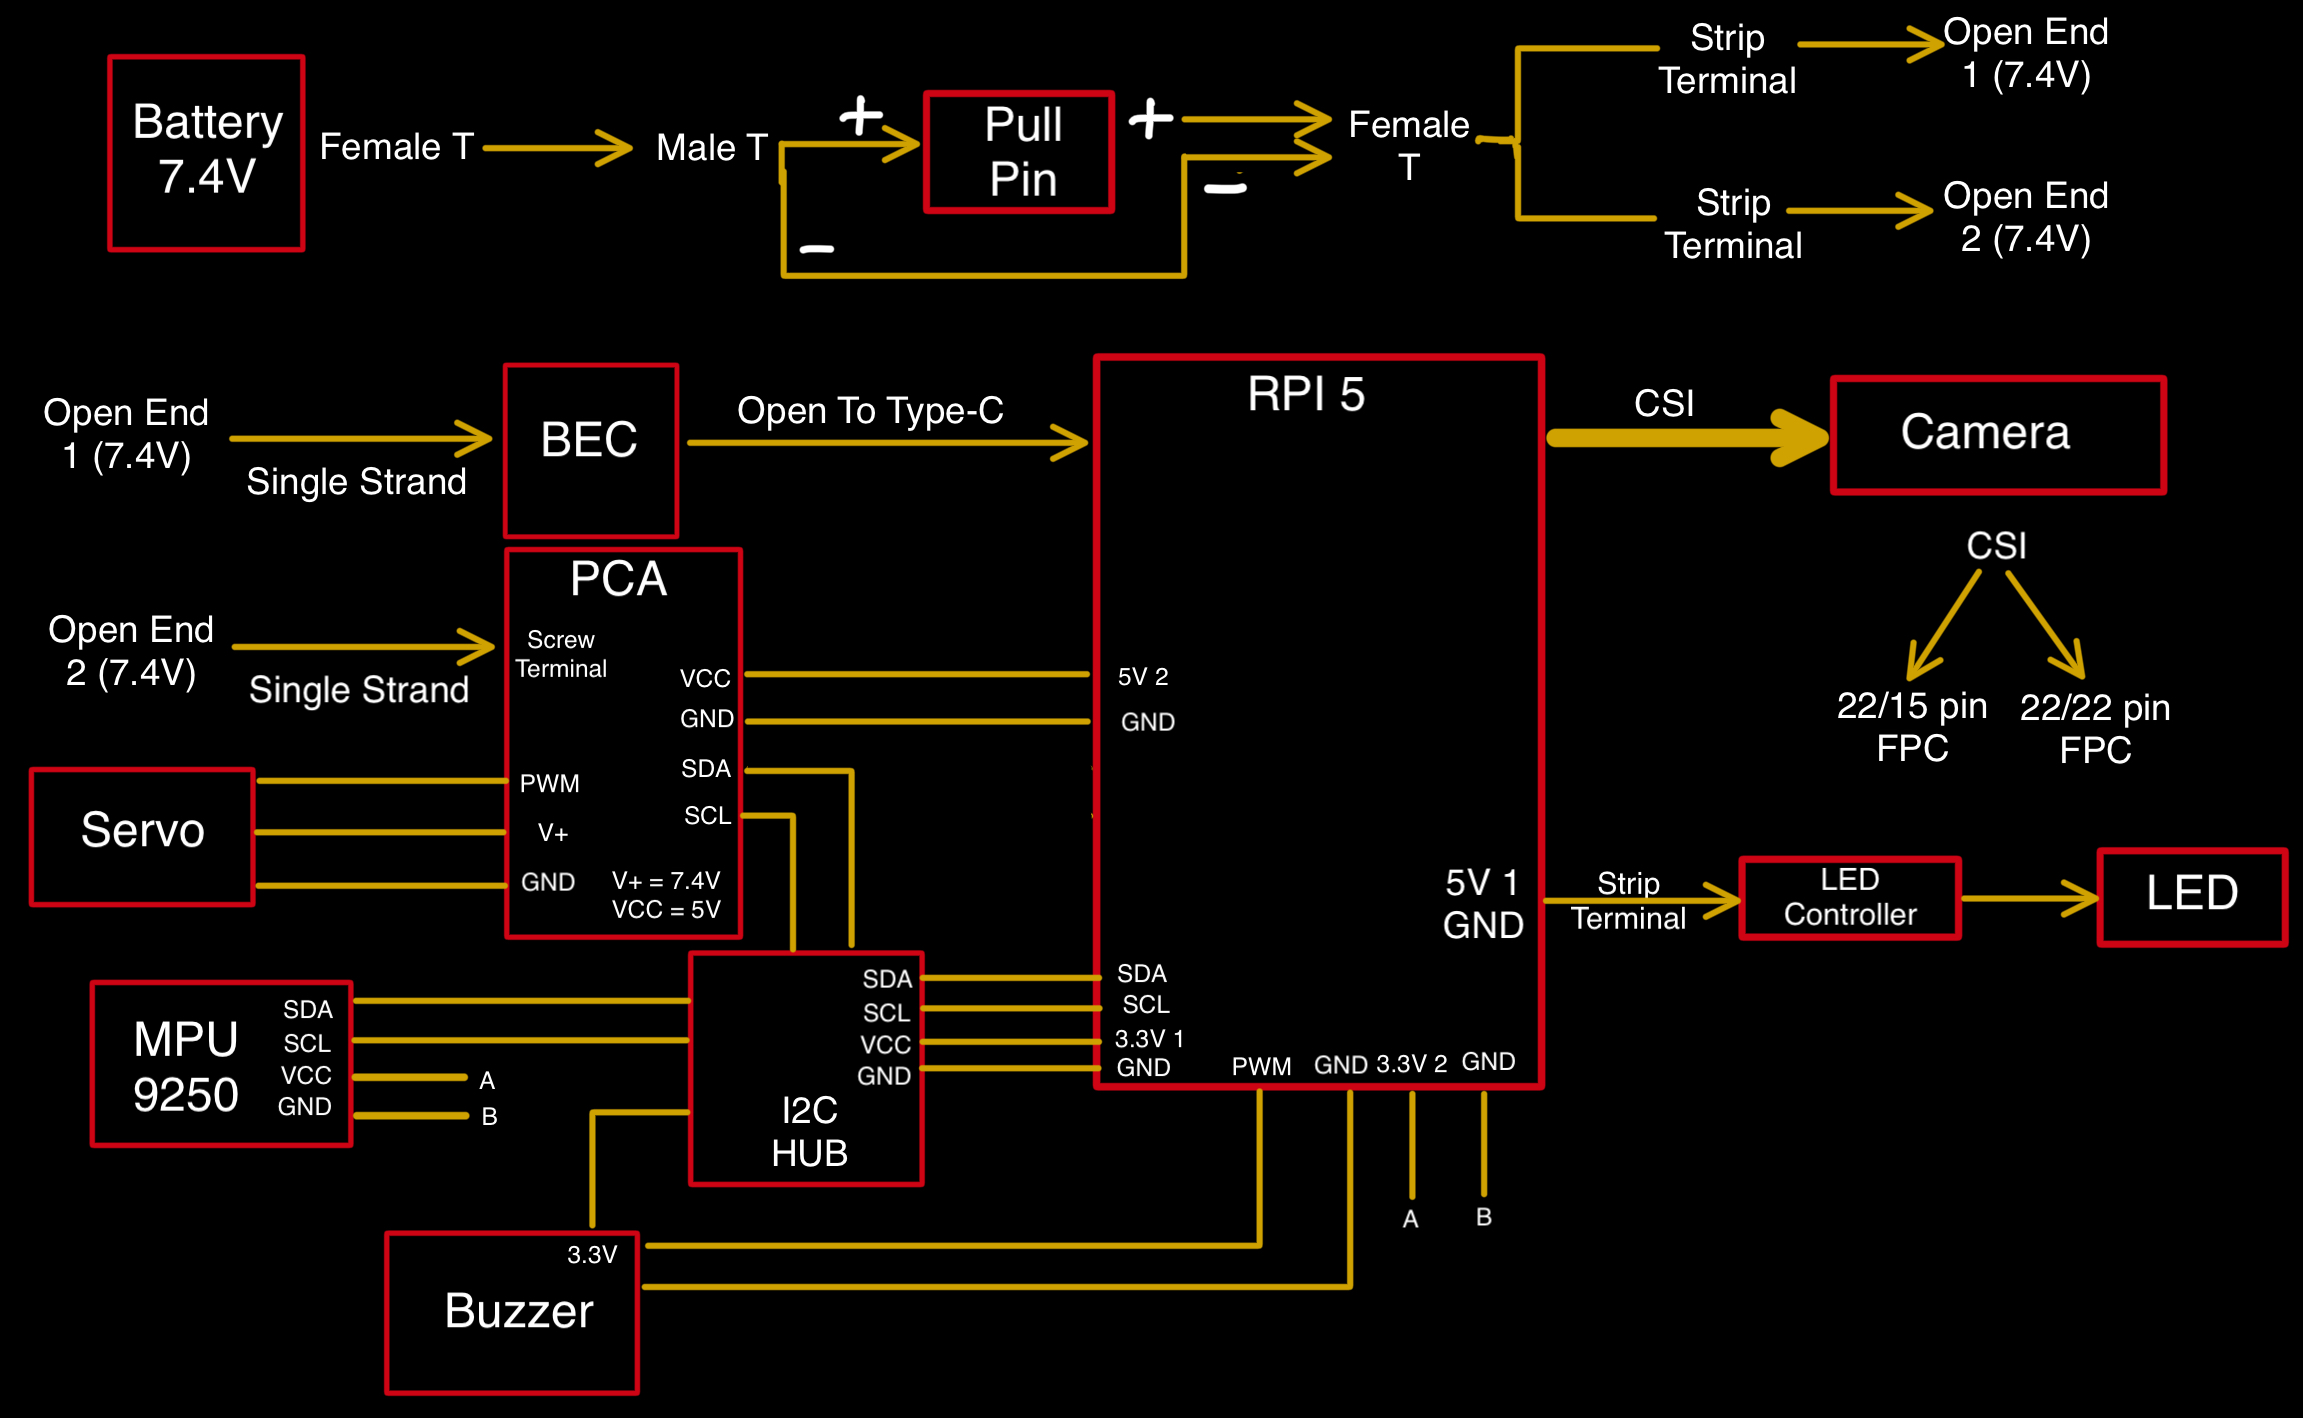 Battery
7.4V
Female T
Male T
+
Pull
Pin
+
−
−
Female
T
Strip
Terminal
Open End
1 (7.4V)
Strip
Terminal
Open End
2 (7.4V)
Open End
1 (7.4V)
Single Strand
BEC
Open To Type-C
RPI 5
CSI
Camera
CSI
22/15 pin
FPC
22/22 pin
FPC
Open End
2 (7.4V)
Single Strand
PCA
Screw
Terminal
VCC
GND
SDA
SCL
PWM
V+
GND
V+ = 7.4V
VCC = 5V
Servo
5V 2
GND
5V 1
GND
Strip
Terminal
LED
Controller
LED
MPU
9250
SDA
SCL
VCC
GND
A
B
SDA
SCL
VCC
GND
I2C
HUB
SDA
SCL
3.3V 1
GND
PWM
GND
3.3V 2
GND
A
B
3.3V
Buzzer